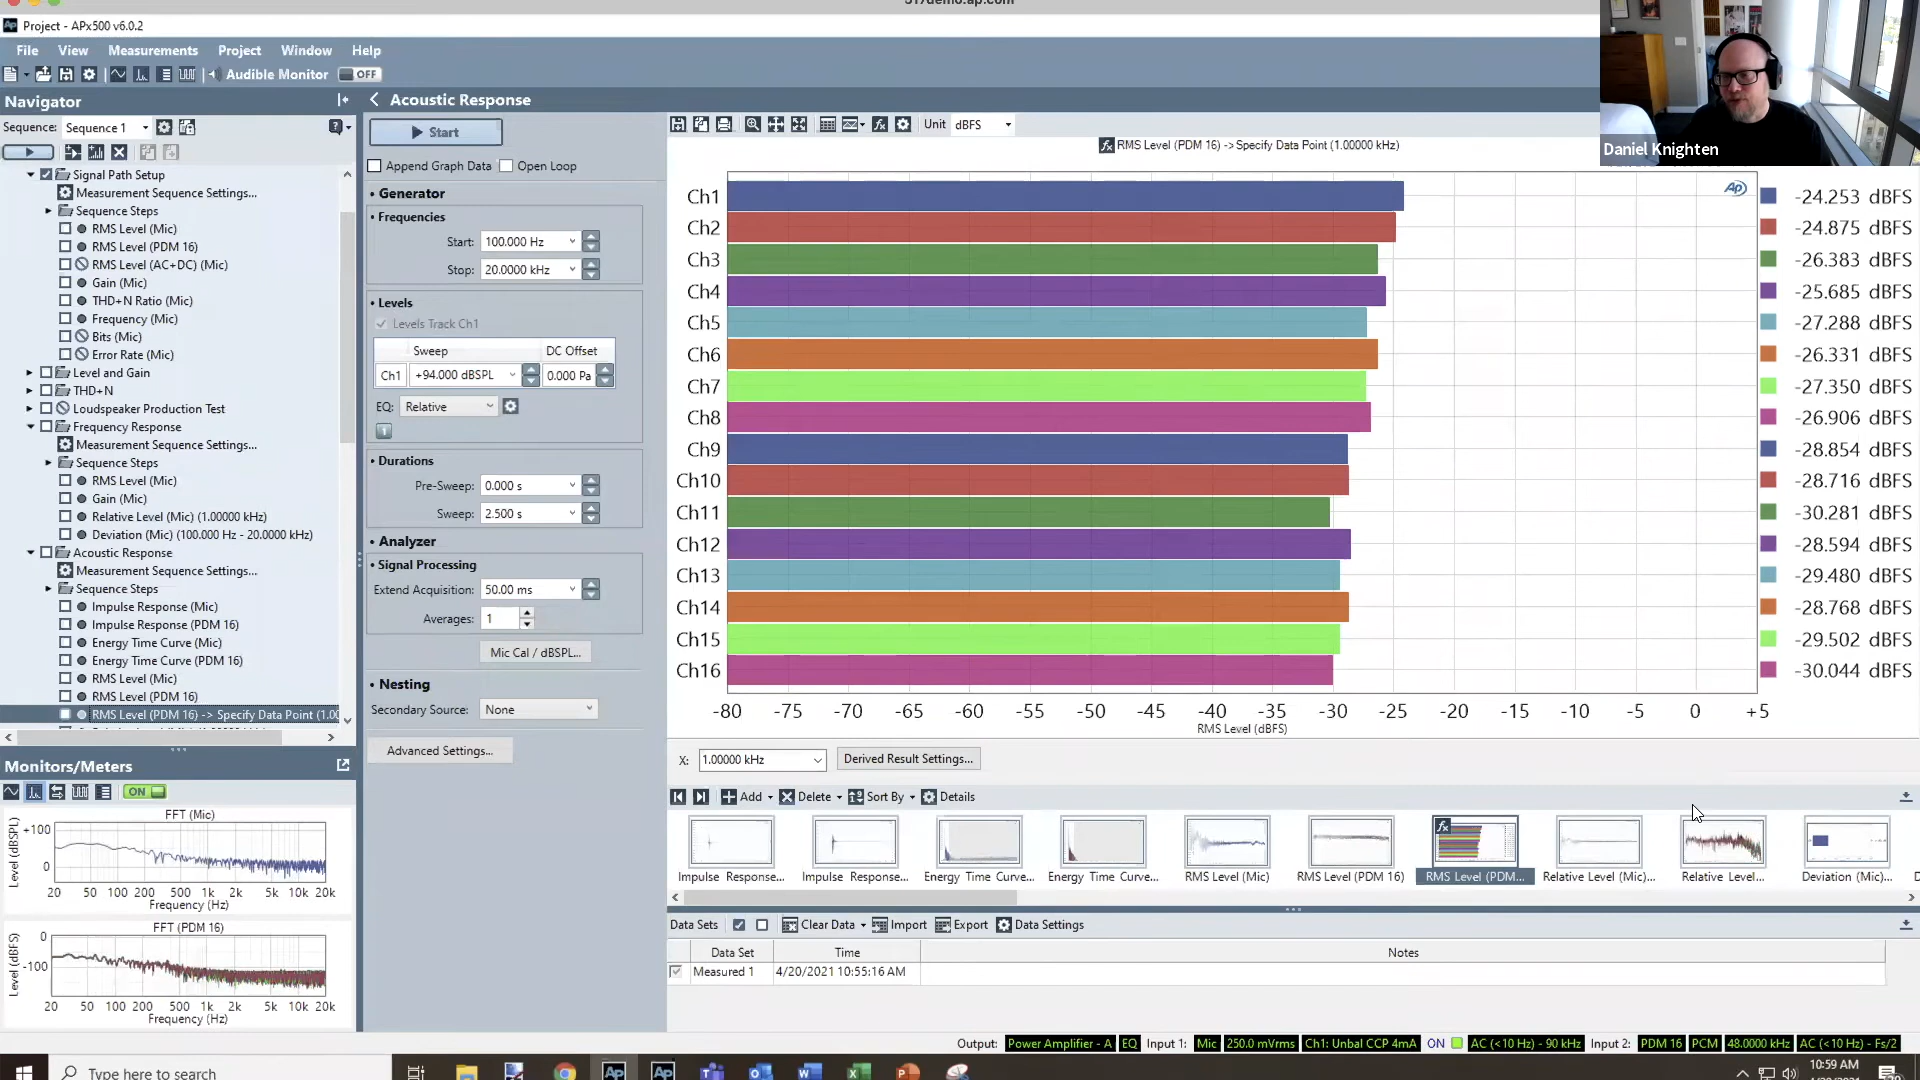 517demo.ap.com
Project - APx500 v6.0.2
File View Measurements Project Window Help
Audible Monitor OFF
Navigator
Sequence: Sequence 1
Signal Path Setup
Measurement Sequence Settings...
Sequence Steps
RMS Level (Mic)
RMS Level (PDM 16)
RMS Level (AC+DC) (Mic)
Gain (Mic)
THD+N Ratio (Mic)
Frequency (Mic)
Bits (Mic)
Error Rate (Mic)
Level and Gain
THD+N
Loudspeaker Production Test
Frequency Response
Measurement Sequence Settings...
Sequence Steps
RMS Level (Mic)
Gain (Mic)
Relative Level (Mic) (1.00000 kHz)
Deviation (Mic) (100.000 Hz - 20.0000 kHz)
Acoustic Response
Measurement Sequence Settings...
Sequence Steps
Impulse Response (Mic)
Impulse Response (PDM 16)
Energy Time Curve (Mic)
Energy Time Curve (PDM 16)
RMS Level (Mic)
RMS Level (PDM 16)
RMS Level (PDM 16) -> Specify Data Point (1.00
Monitors/Meters
ON
FFT (Mic)
Level (dBSPL)
+100
0
20 50 100 200 500 1k 2k 5k 10k 20k
Frequency (Hz)
FFT (PDM 16)
Level (dBFS)
0
-100
20 50 100 200 500 1k 2k 5k 10k 20k
Frequency (Hz)
Acoustic Response
Start
Append Graph Data Open Loop
Generator
Frequencies
Start: 100.000 Hz
Stop: 20.0000 kHz
Levels
Levels Track Ch1
Sweep DC Offset
Ch1 +94.000 dBSPL 0.000 Pa
EQ: Relative
1
Durations
Pre-Sweep: 0.000 s
Sweep: 2.500 s
Analyzer
Signal Processing
Extend Acquisition: 50.00 ms
Averages: 1
Mic Cal / dBSPL...
Nesting
Secondary Source: None
Advanced Settings...
Unit dBFS
fx RMS Level (PDM 16) ->Specify Data Point (1.00000 kHz)
AP
Ch1 -24.253 dBFS
Ch2 -24.875 dBFS
Ch3 -26.383 dBFS
Ch4 -25.685 dBFS
Ch5 -27.288 dBFS
Ch6 -26.331 dBFS
Ch7 -27.350 dBFS
Ch8 -26.906 dBFS
Ch9 -28.854 dBFS
Ch10 -28.716 dBFS
Ch11 -30.281 dBFS
Ch12 -28.594 dBFS
Ch13 -29.480 dBFS
Ch14 -28.768 dBFS
Ch15 -29.502 dBFS
Ch16 -30.044 dBFS
-80 -75 -70 -65 -60 -55 -50 -45 -40 -35 -30 -25 -20 -15 -10 -5 0 +5
RMS Level (dBFS)
X: 1.00000 kHz Derived Result Settings...
Add Delete Sort By Details
Impulse Response... Impulse Response... Energy Time Curve... Energy Time Curve... RMS Level (Mic) RMS Level (PDM 16) RMS Level (PDM... Relative Level (Mic)... Relative Level... Deviation (Mic)...
Data Sets Clear Data Import Export Data Settings
Data Set Time Notes
Measured 1 4/20/2021 10:55:16 AM
Output: Power Amplifier - A EQ Input 1: Mic 250.0 mVrms Ch1: Unbal CCP 4mA ON AC (<10 Hz) - 90 kHz Input 2: PDM 16 PCM 48.0000 kHz AC (<10 Hz) - Fs/2
Type here to search
10:59 AM
Daniel Knighten